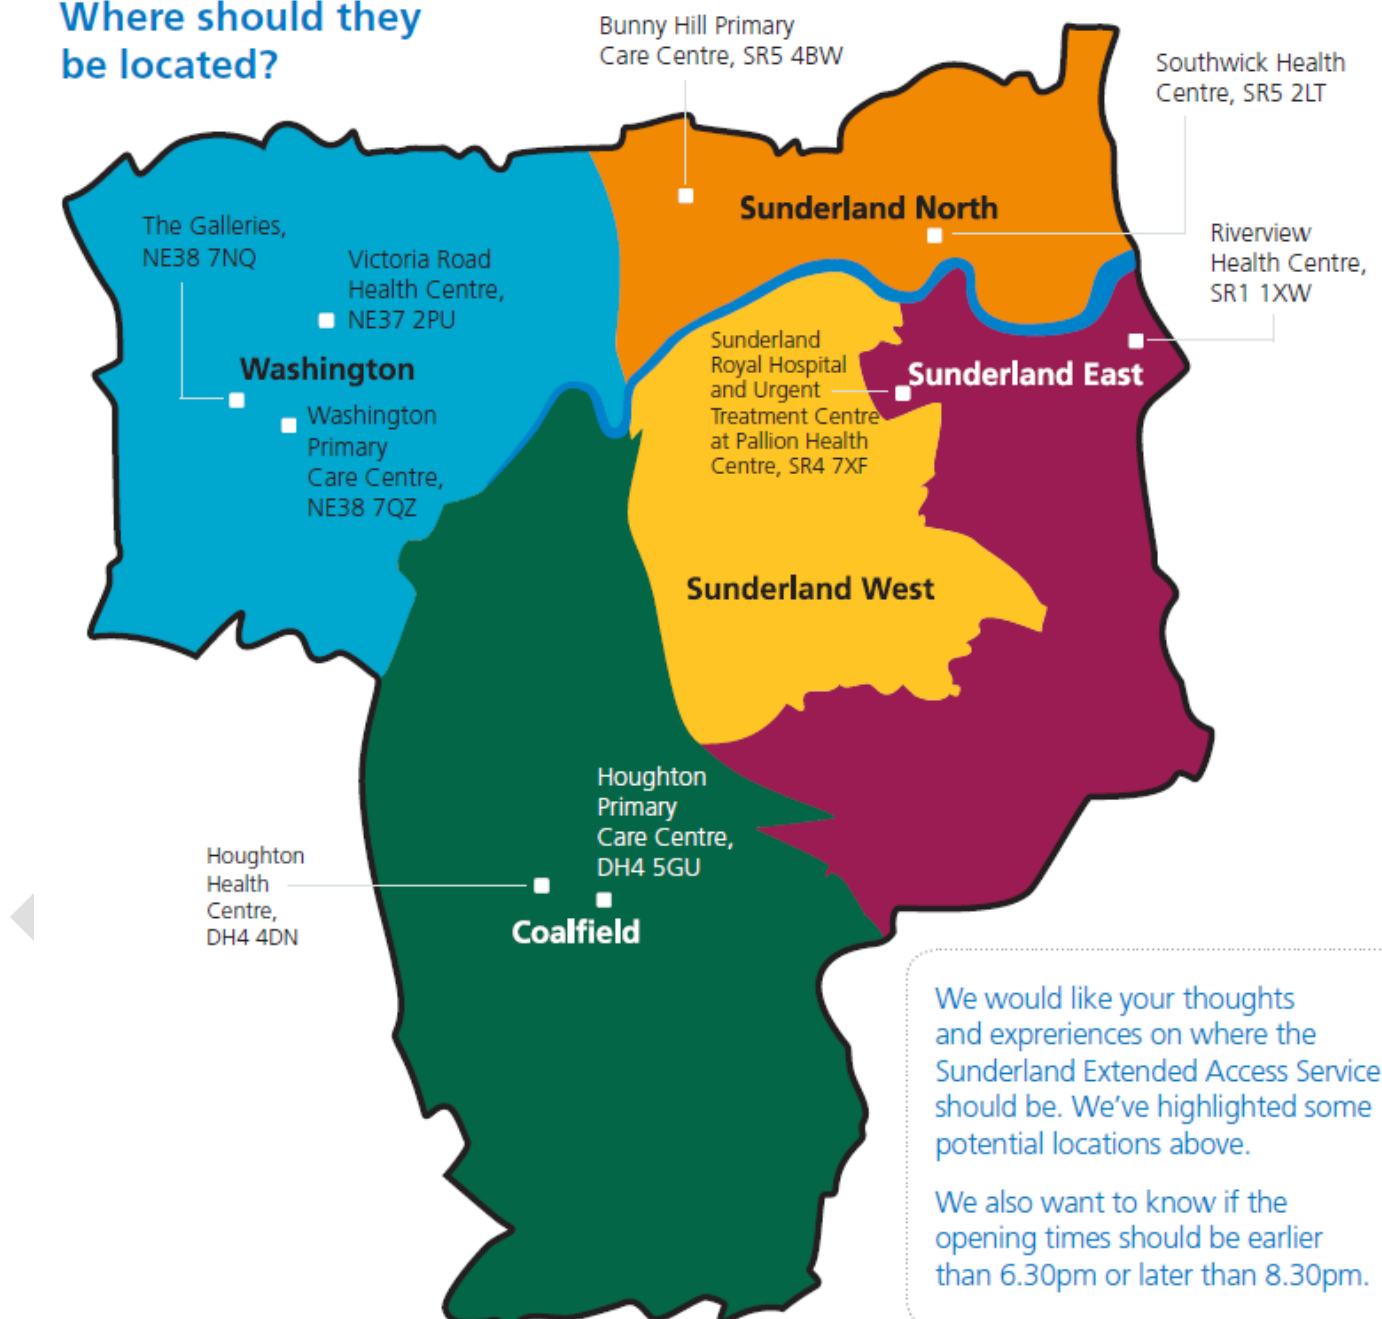 Where should they
be located?
Bunny Hill Primary
Care Centre, SR5 4BW
Southwick Health
Centre, SR5 2LT
Sunderland North
The Galleries,
NE38 7NQ
Victoria Road
Health Centre,
NE37 2PU
Riverview
Health Centre,
SR1 1XW
Washington
Washington
Primary
Care Centre,
NE38 7QZ
Sunderland
Royal Hospital
and Urgent
Treatment Centre
at Pallion Health
Centre, SR4 7XF
Sunderland East
Sunderland West
Houghton
Primary
Care Centre,
DH4 5GU
Houghton
Health
Centre,
DH4 4DN
Coalfield
We would like your thoughts
and expreriences on where the
Sunderland Extended Access Service
should be. We've highlighted some
potential locations above.
We also want to know if the
opening times should be earlier
than 6.30pm or later than 8.30pm.